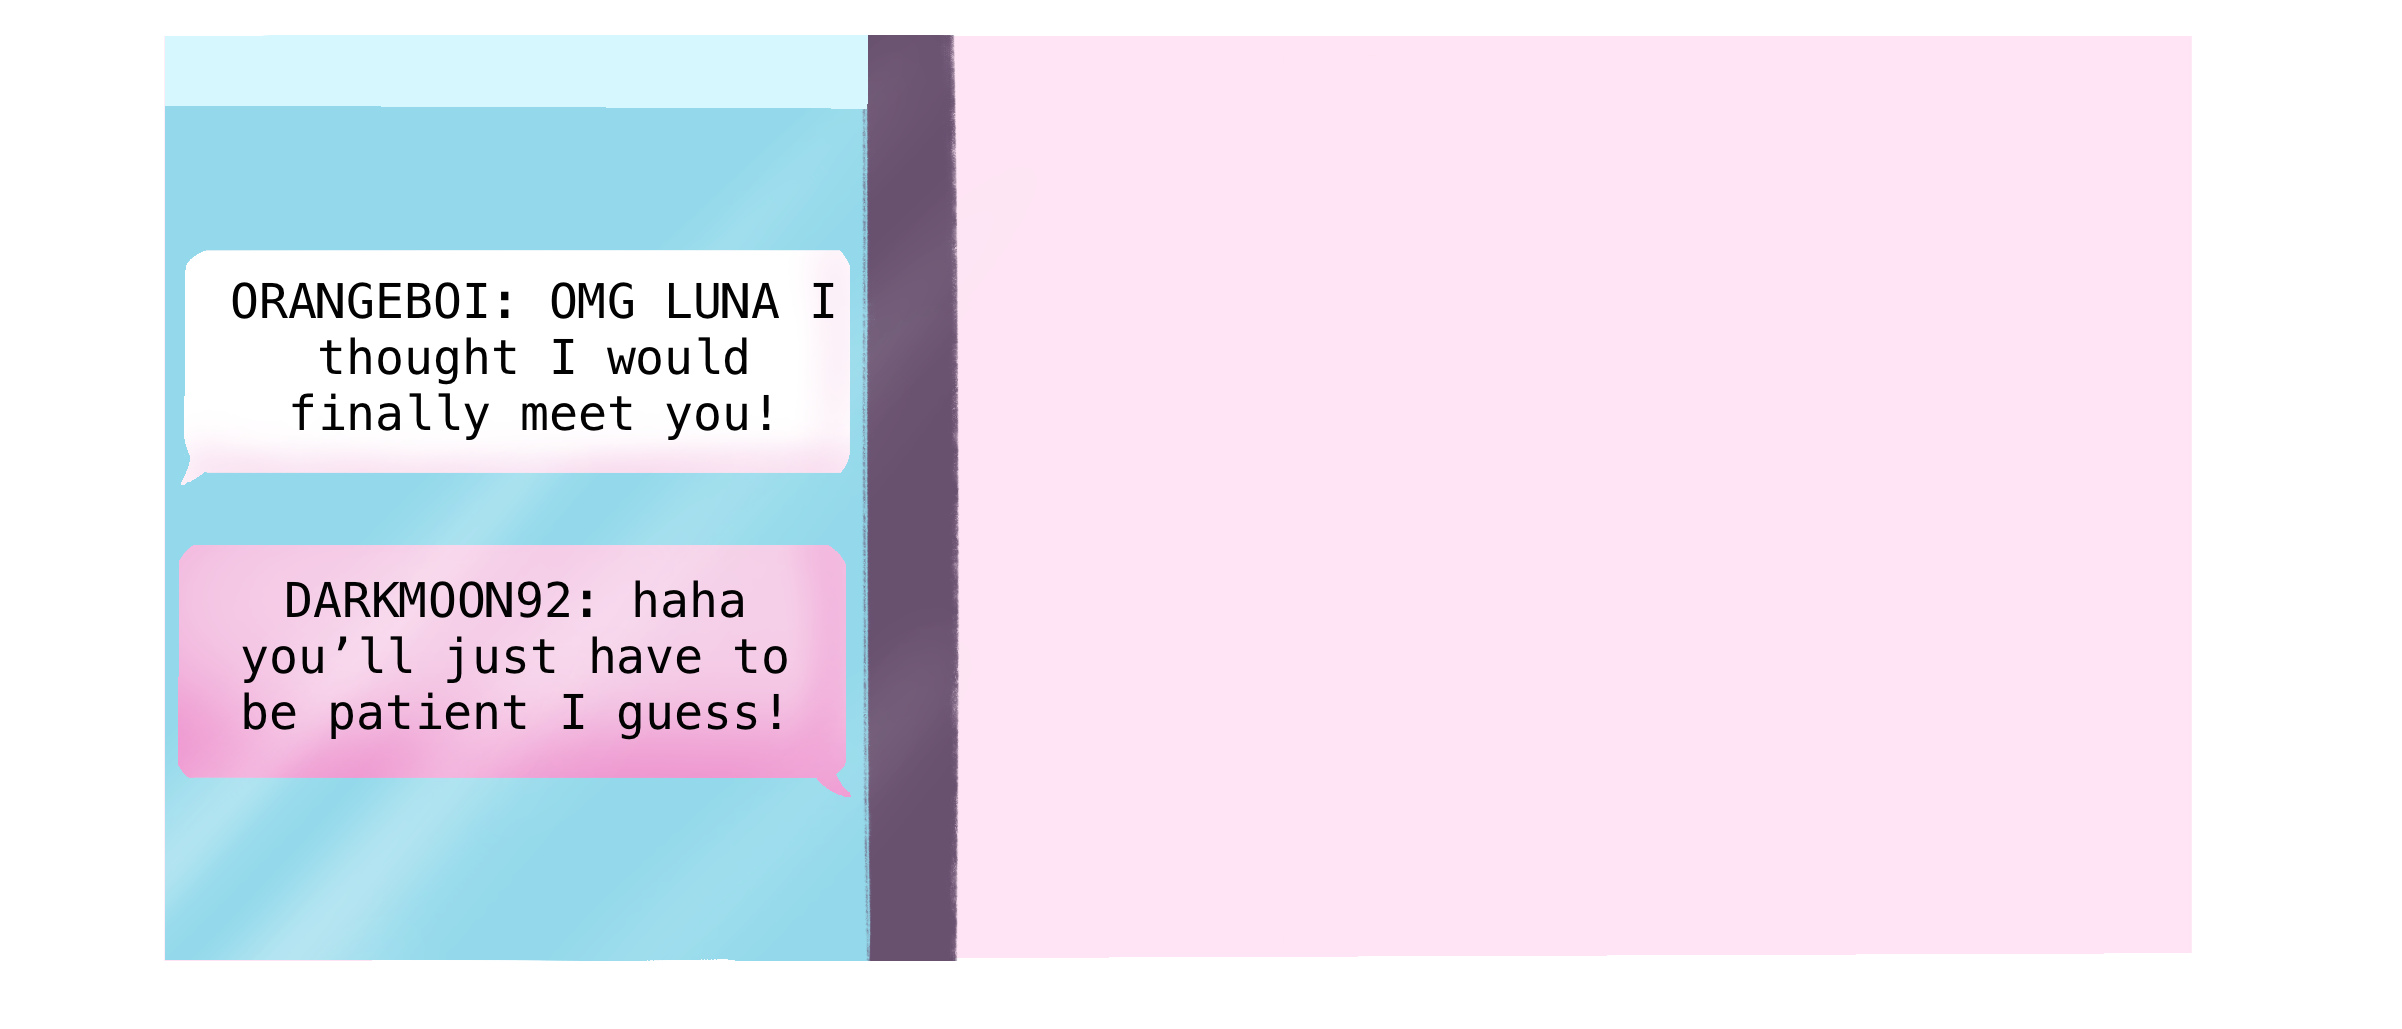 ORANGEBOI: OMG LUNA I
thought I would
finally meet you!
DARKMOON92: haha
you’ll just have to
be patient I guess!